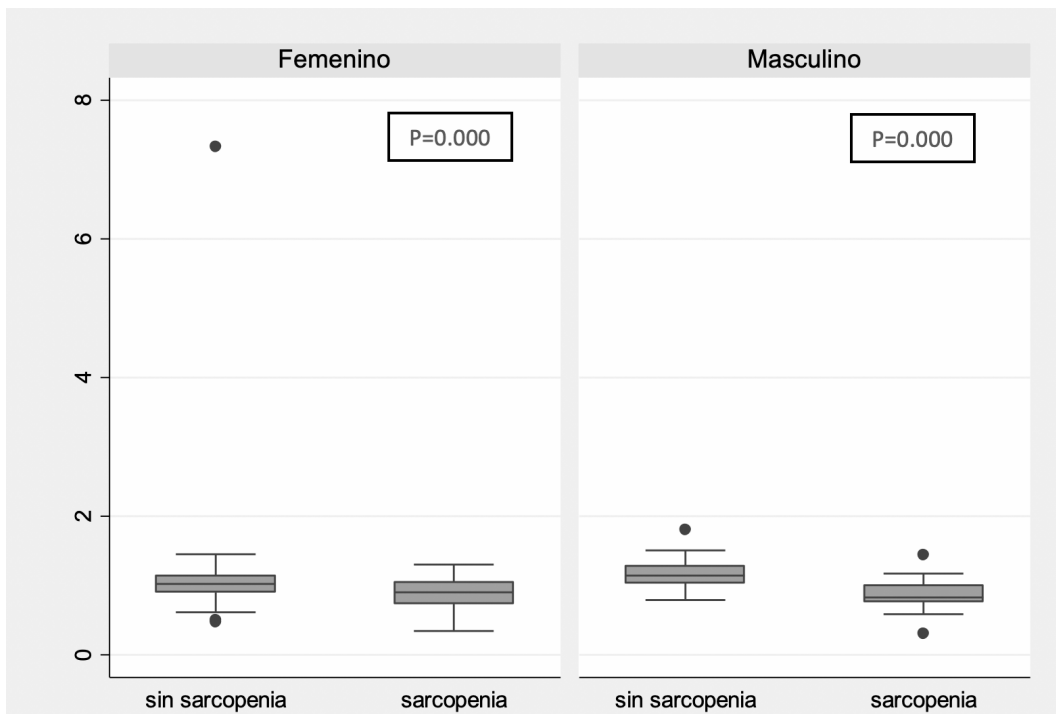 Femenino
Masculino
P=0.000
P=0.000
8
6
4
2
0
sin sarcopenia
sarcopenia
sin sarcopenia
sarcopenia